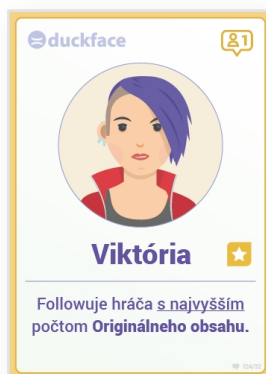 duckface
1
Viktória
Followuje hráča s najvyšším
počtom Originálneho obsahu.